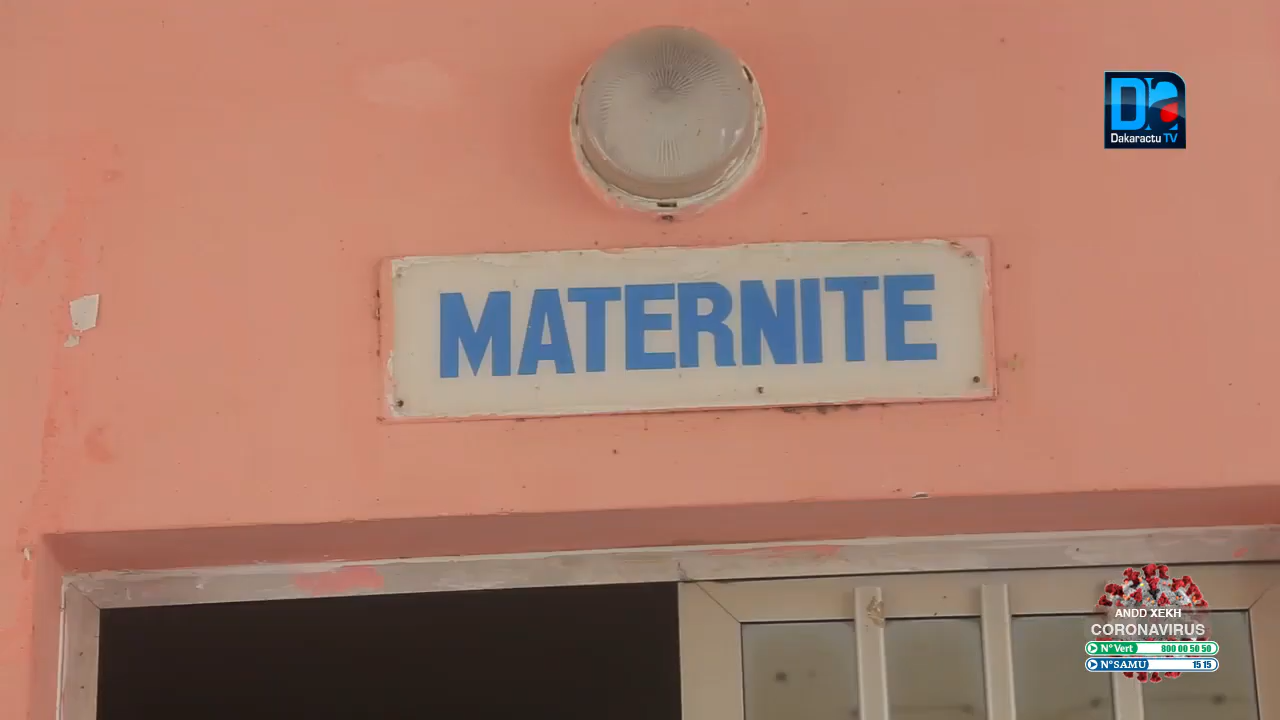 Dakaractu TV
MATERNITE
ANDD XEKH
CORONAVIRUS
N° Vert 800 00 50 50
N° SAMU 15 15